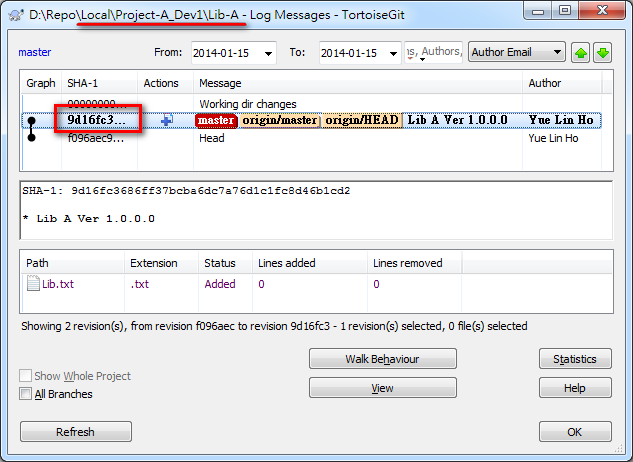 D:\Repo\Local\Project-A_Dev1\Lib-A - Log Messages - TortoiseGit
master From: 2014-01-15 To: 2014-01-15 Authors, Author Email
Graph SHA-1 Actions Message Author
00000000... Working dir changes
9d16fc3... master origin/master origin/HEAD Lib A Ver 1.0.0.0 Yue Lin Ho
f096aec9... Head Yue Lin Ho
SHA-1: 9d16fc3686ff37bcba6dc7a76d1c1fc8d46b1cd2
* Lib A Ver 1.0.0.0
Path Extension Status Lines added Lines removed
Lib.txt .txt Added 0 0
Showing 2 revision(s), from revision f096aec to revision 9d16fc3 - 1 revision(s) selected, 0 file(s) selected
Walk Behaviour Statistics
Show Whole Project
View Help
All Branches
Refresh OK